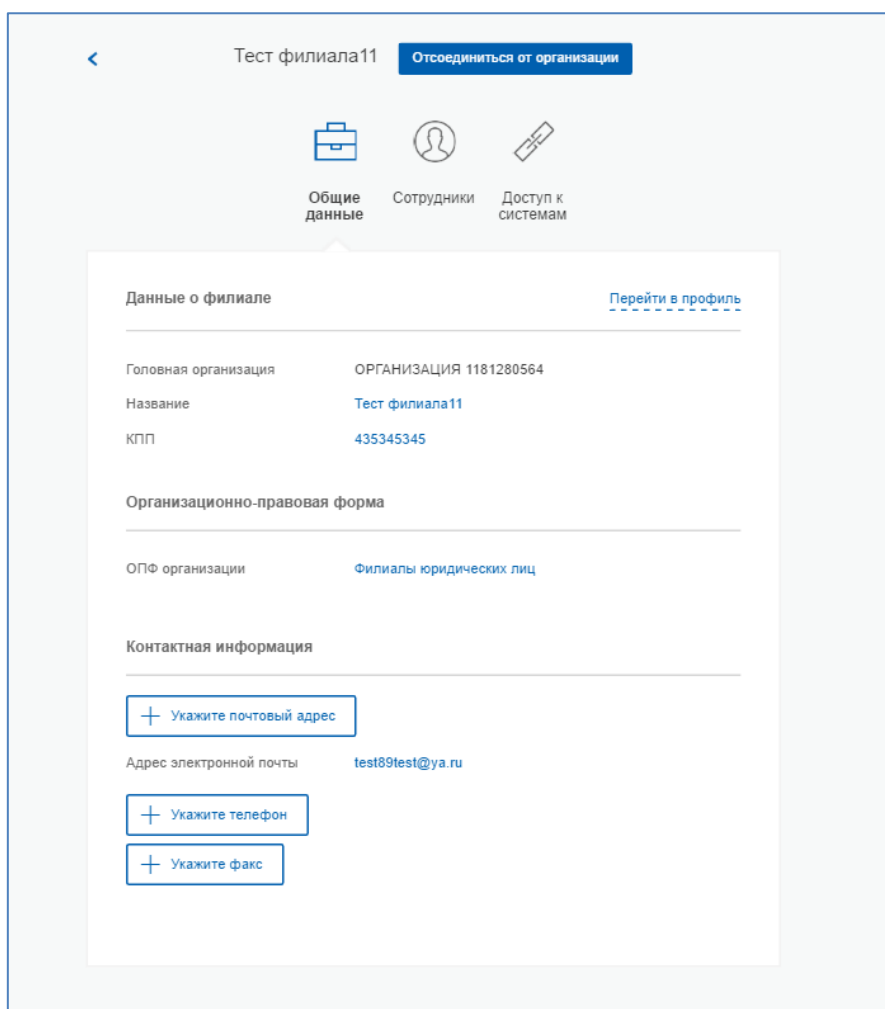 Тест филиала11 Отсоединиться от организации
Общие данные
Сотрудники
Доступ к системам
Данные о филиале Перейти в профиль
Головная организация ОРГАНИЗАЦИЯ 1181280564
Название Тест филиала11
КПП 435345345
Организационно-правовая форма
ОПФ организации Филиалы юридических лиц
Контактная информация
Укажите почтовый адрес
Адрес электронной почты test89test@ya.ru
Укажите телефон
Укажите факс